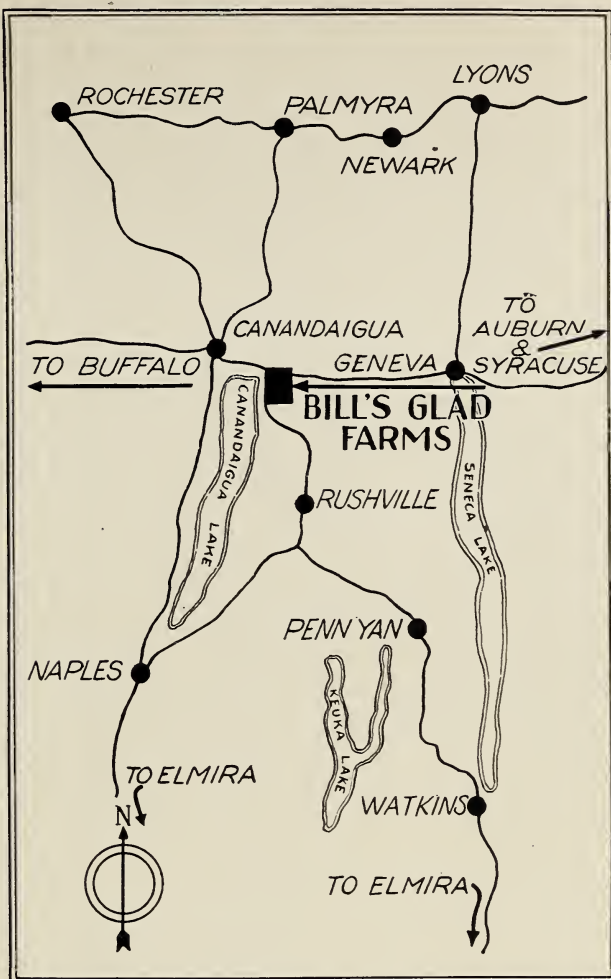 LYONS
ROCHESTER
PALMYRA
NEWARK
TO
AUBURN
&
SYRACUSE
CANANDAIGUA
TO BUFFALO
GENEVA
BILL'S GLAD
FARMS
CANANDAIGUA LAKE
SENECA LAKE
RUSHVILLE
PENN YAN
NAPLES
KEUKA LAKE
TO ELMIRA
N
WATKINS
TO ELMIRA